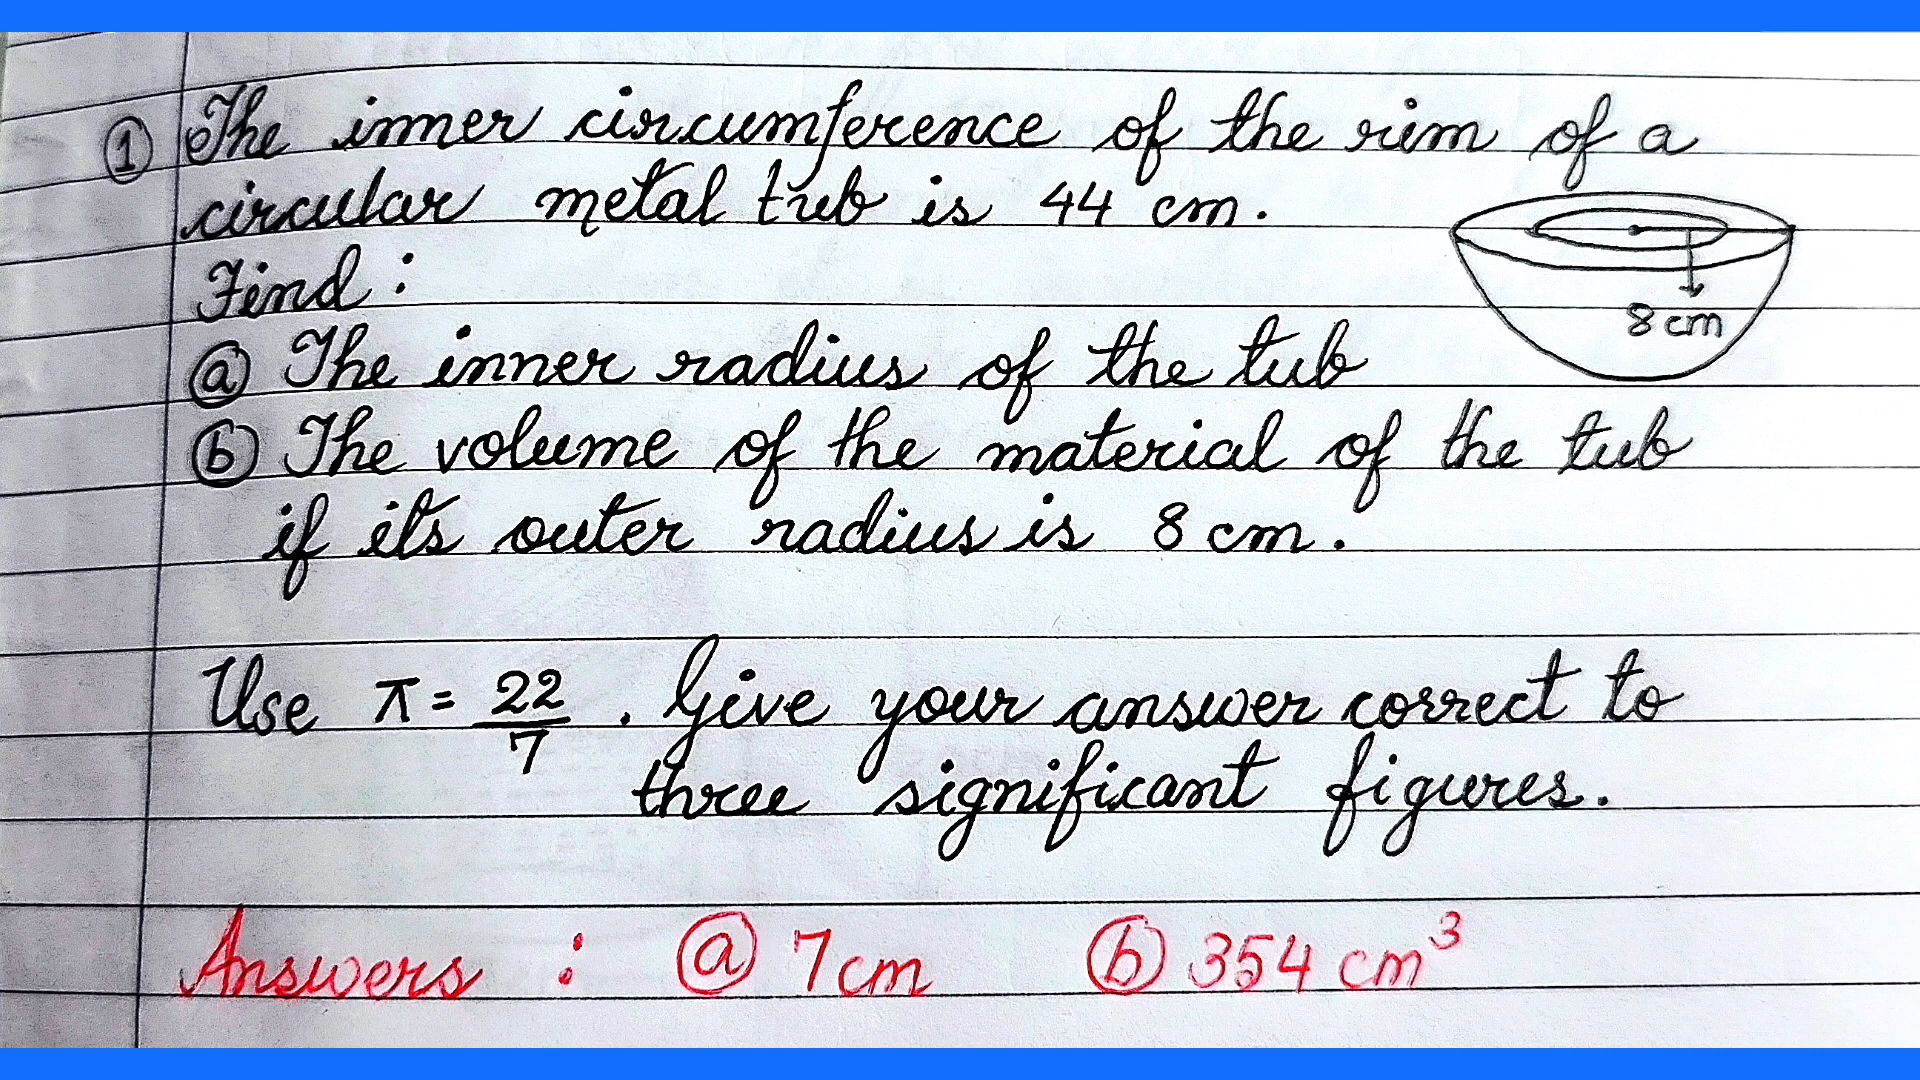 ① The inner circumference of the rim of a
circular metal tub is 44 cm.
Find :
ⓐ The inner radius of the tub
ⓑ The volume of the material of the tub
if its outer radius is 8 cm.
8 cm
Use π = 22/7 . Give your answer correct to
three significant figures.
Answers : ⓐ 7 cm ⓑ 354 cm³